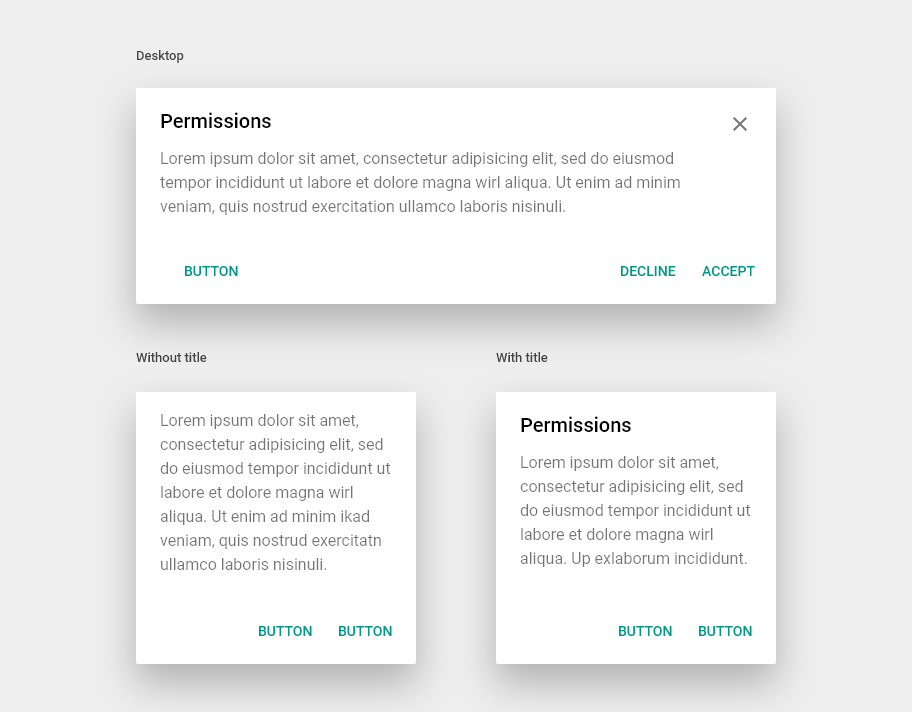 Desktop
Permissions
Lorem ipsum dolor sit amet, consectetur adipisicing elit, sed do eiusmod
tempor incididunt ut labore et dolore magna wirl aliqua. Ut enim ad minim
veniam, quis nostrud exercitation ullamco laboris nisinuli.
BUTTON DECLINE ACCEPT
Without title
Lorem ipsum dolor sit amet,
consectetur adipisicing elit, sed
do eiusmod tempor incididunt ut
labore et dolore magna wirl
aliqua. Ut enim ad minim ikad
veniam, quis nostrud exercitatn
ullamco laboris nisinuli.
BUTTON BUTTON
With title
Permissions
Lorem ipsum dolor sit amet,
consectetur adipisicing elit, sed
do eiusmod tempor incididunt ut
labore et dolore magna wirl
aliqua. Up exlaborum incididunt.
BUTTON BUTTON